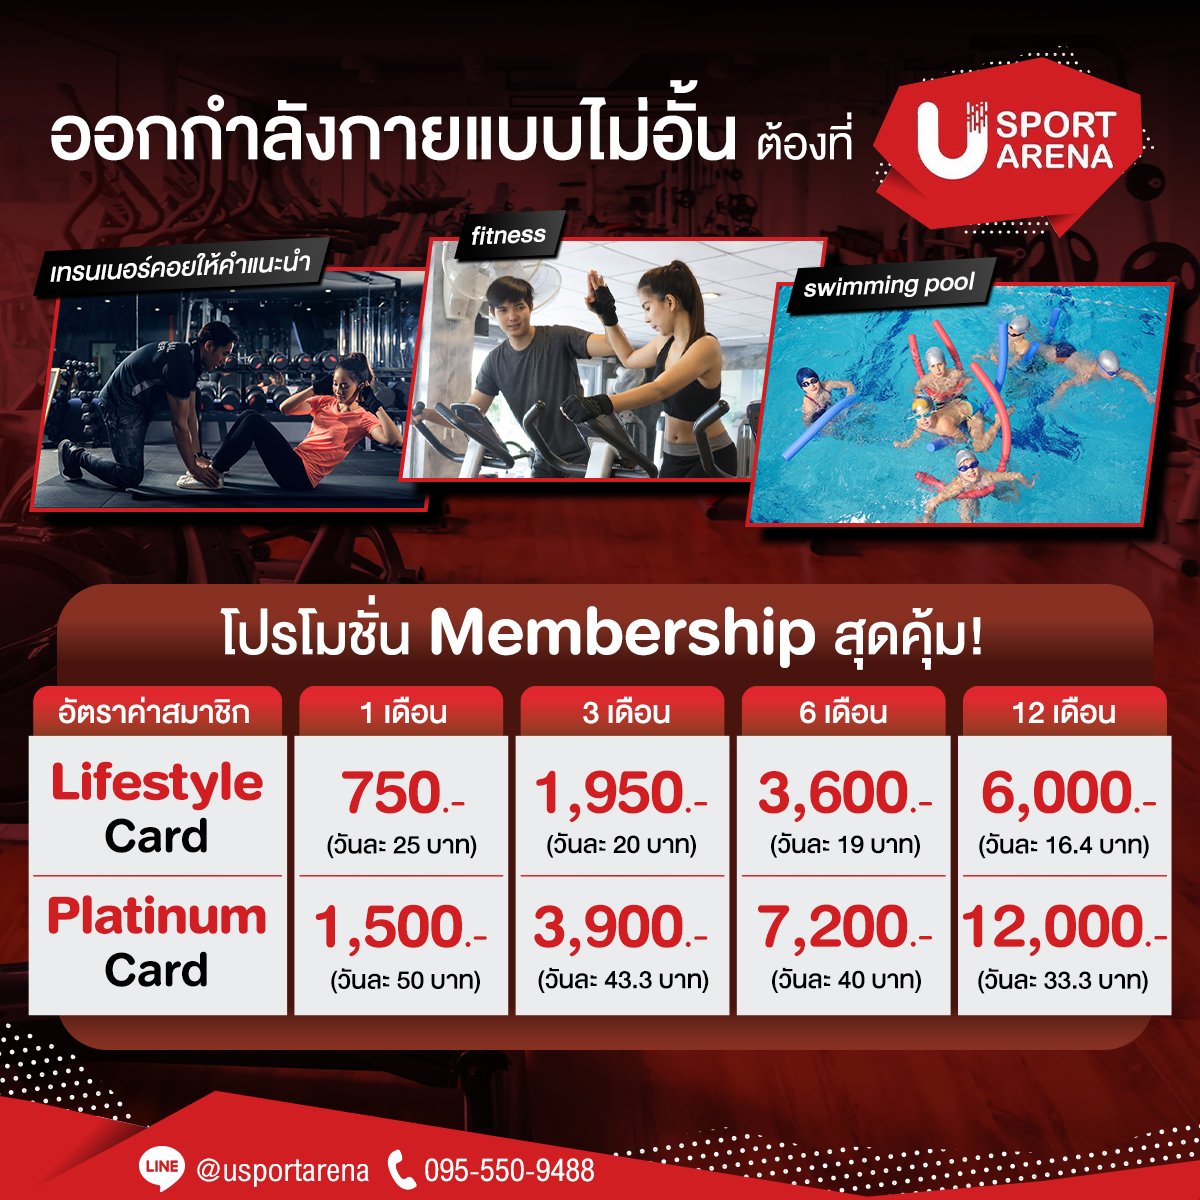 ออกกำลังกายแบบไม่อั้น ต้องที่
U SPORT
ARENA
เทรนเนอร์คอยให้คำแนะนำ
fitness
swimming pool
โปรโมชั่น Membership สุดคุ้ม!
อัตราค่าสมาชิก 1 เดือน 3 เดือน 6 เดือน 12 เดือน
Lifestyle
Card
750.- 1,950.- 3,600.- 6,000.-
(วันละ 25 บาท) (วันละ 20 บาท) (วันละ 19 บาท) (วันละ 16.4 บาท)
Platinum
Card
1,500.- 3,900.- 7,200.- 12,000.-
(วันละ 50 บาท) (วันละ 43.3 บาท) (วันละ 40 บาท) (วันละ 33.3 บาท)
LINE @usportarena 095-550-9488